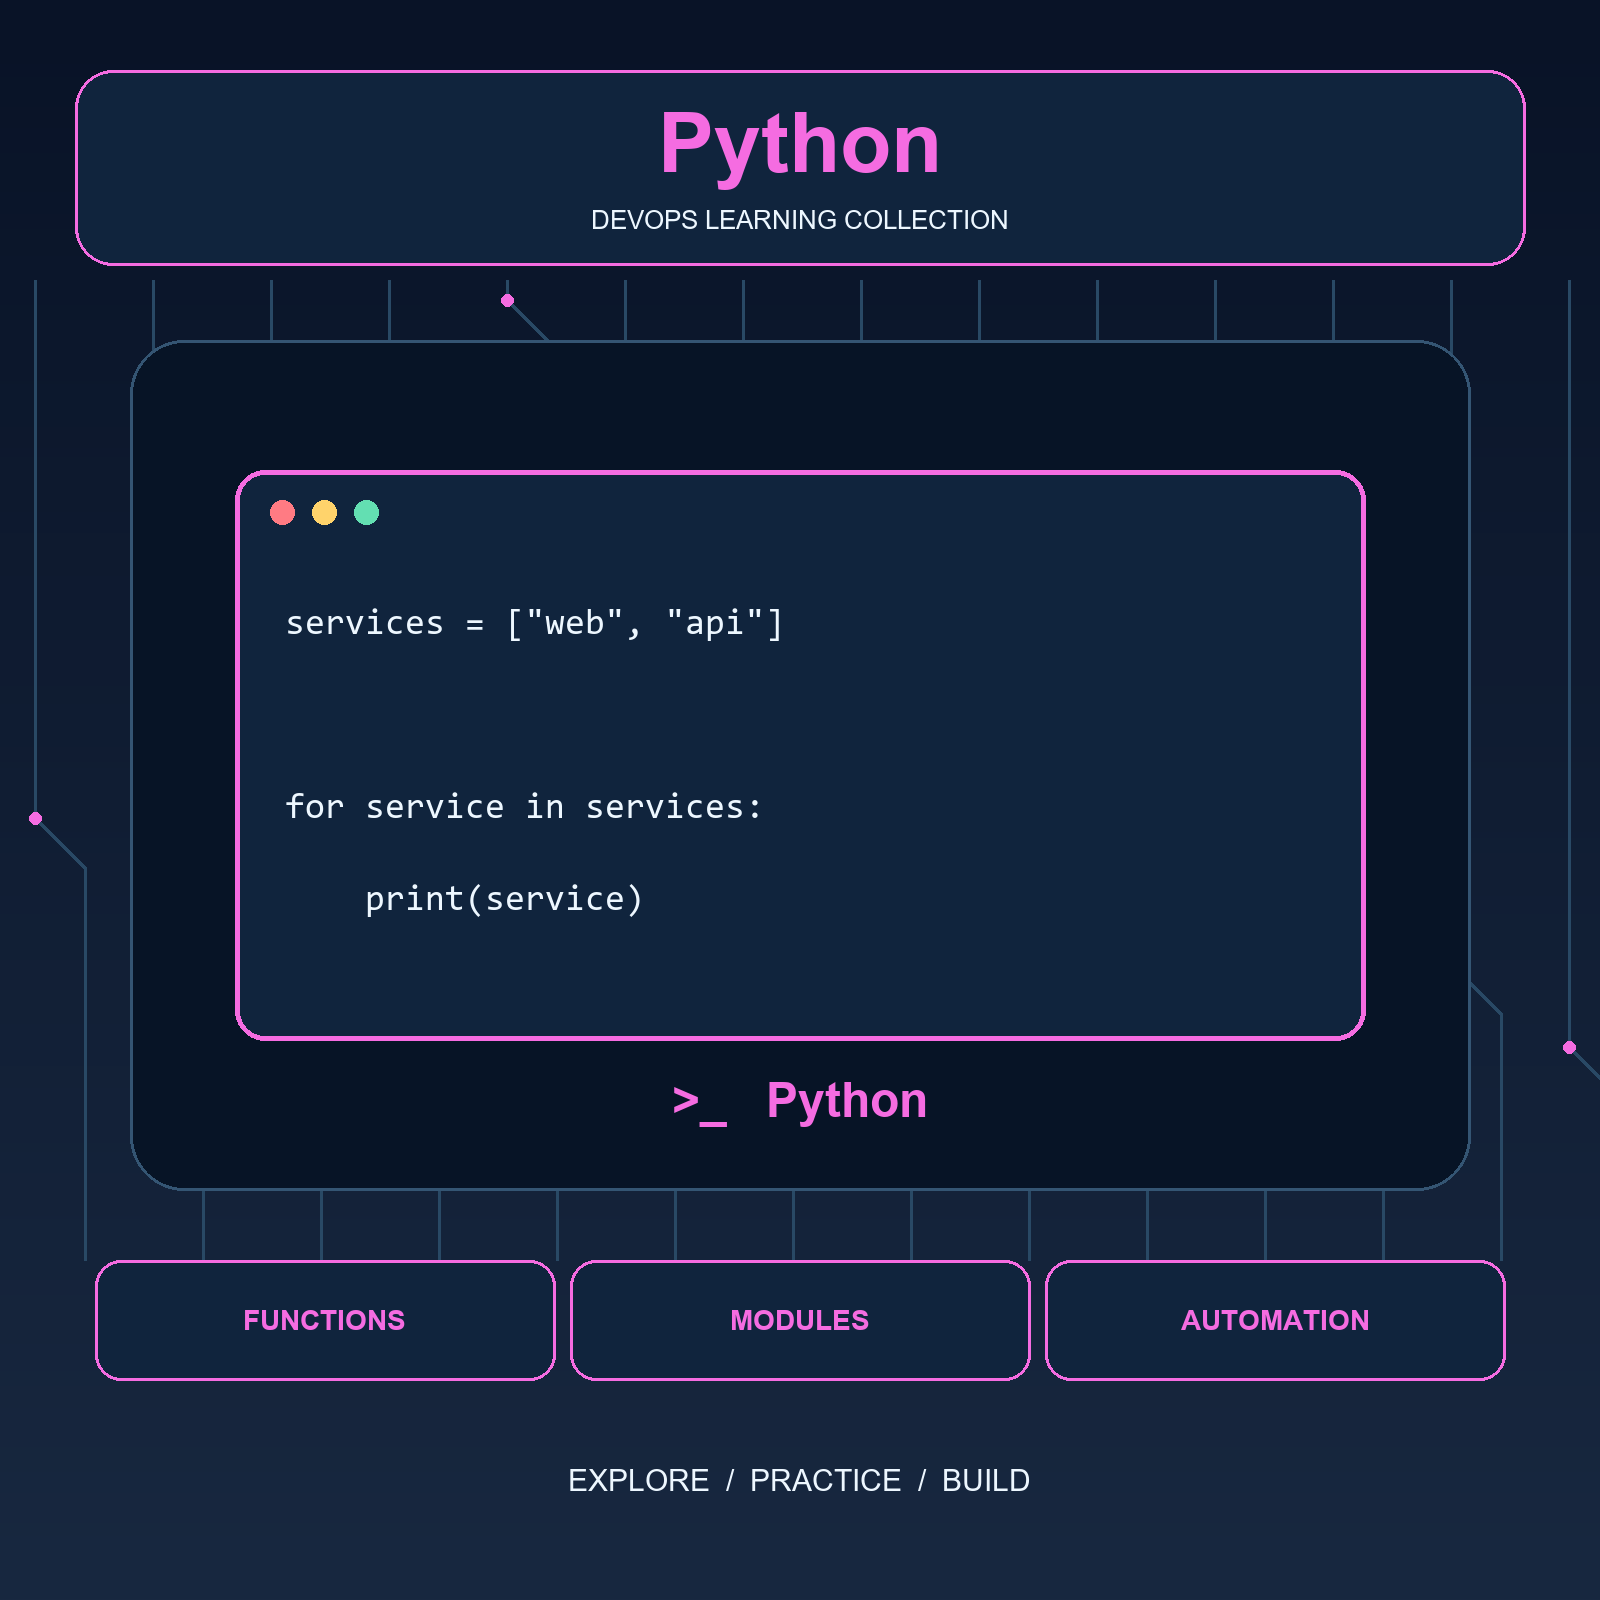 Python
DEVOPS LEARNING COLLECTION
services = ["web", "api"]
for service in services:
    print(service)
>_ Python
FUNCTIONS
MODULES
AUTOMATION
EXPLORE / PRACTICE / BUILD